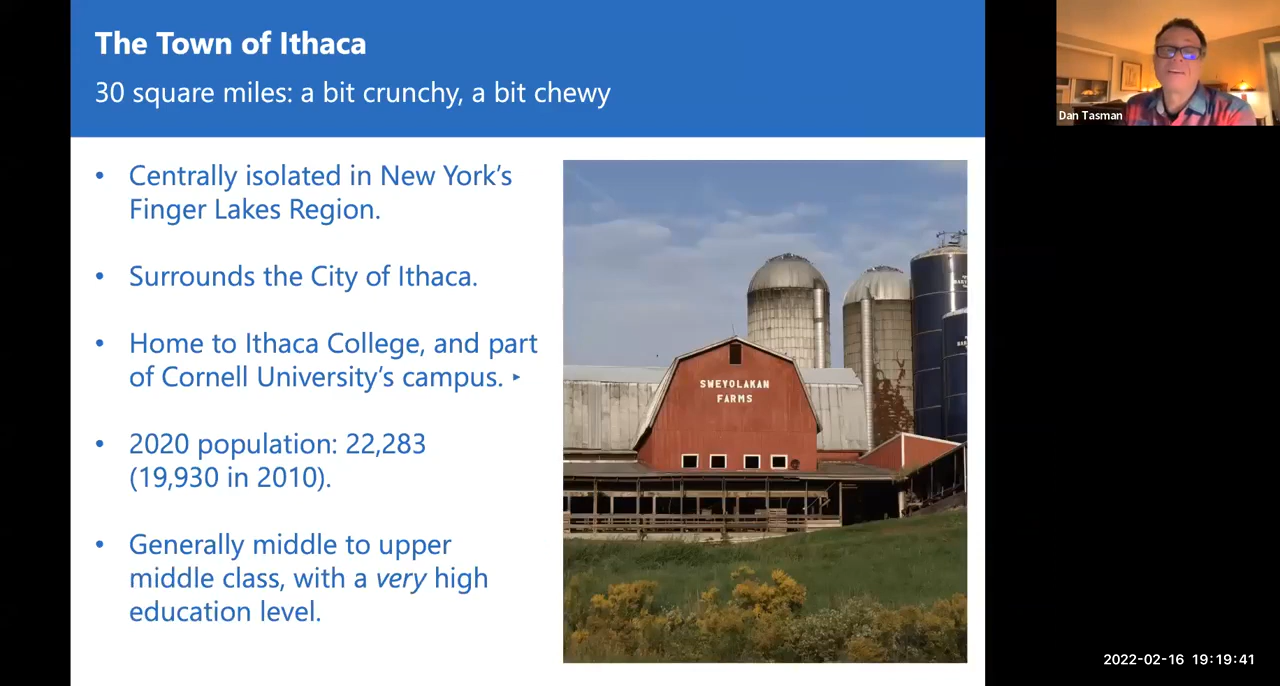 The Town of Ithaca
30 square miles: a bit crunchy, a bit chewy
• Centrally isolated in New York's
Finger Lakes Region.
• Surrounds the City of Ithaca.
• Home to Ithaca College, and part
of Cornell University's campus. ▸
• 2020 population: 22,283
(19,930 in 2010).
• Generally middle to upper
middle class, with a very high
education level.
SWEYOLAKAN
FARMS
Dan Tasman
2022-02-16 19:19:41